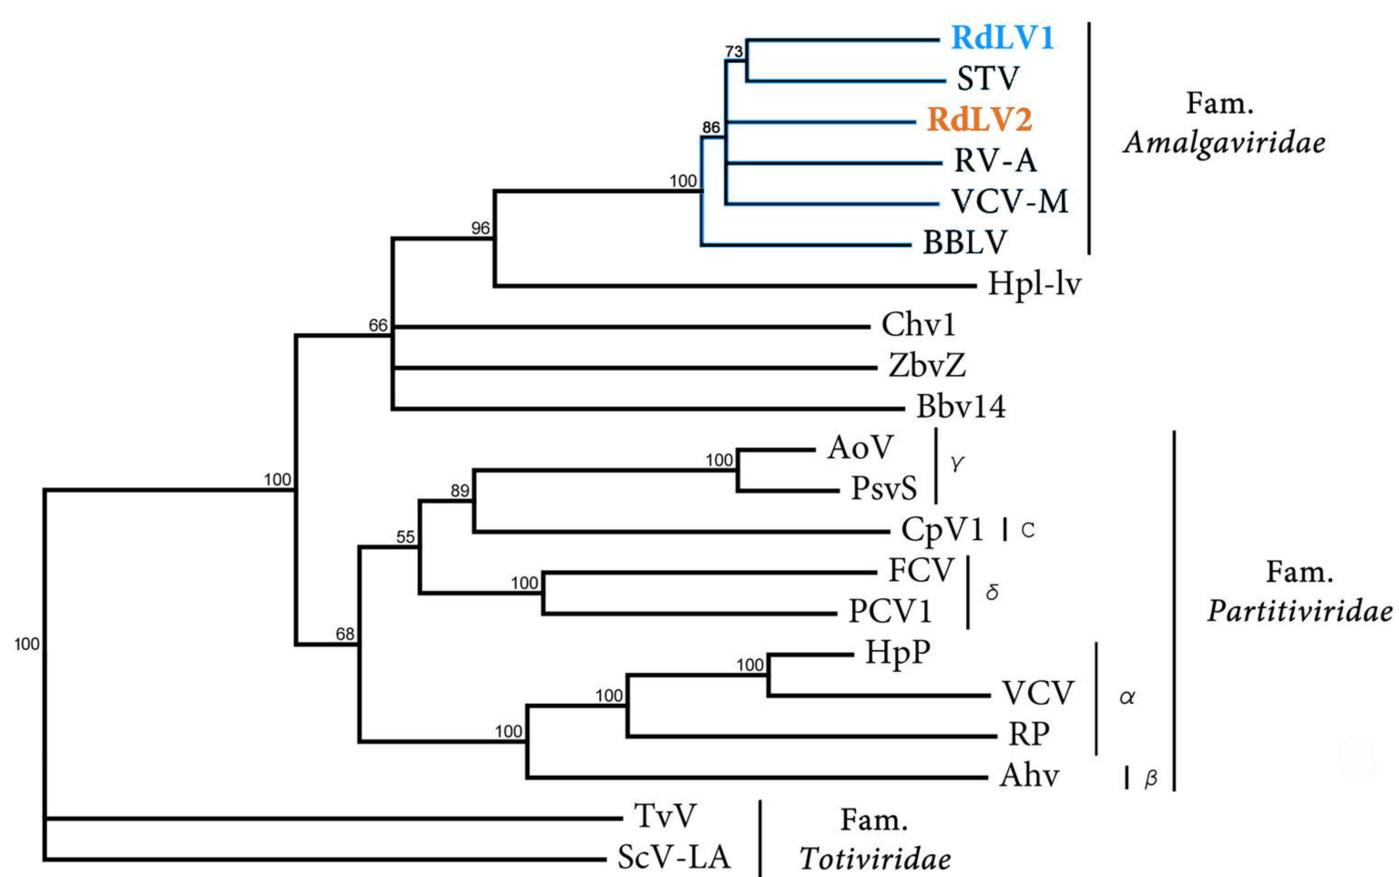 RdLV1
73
STV
Fam.
Amalgaviridae
RdLV2
86
RV-A
100
VCV-M
96
BBLV
Hpl-lv
66
Chv1
ZbvZ
Bbv14
AoV
100
γ
100
89
PsvS
CpV1
C
55
FCV
100
δ
Fam.
Partitiviridae
PCV1
68
100
HpP
100
100
VCV
α
100
RP
Ahv
β
TvV
Fam.
Totiviridae
ScV-LA